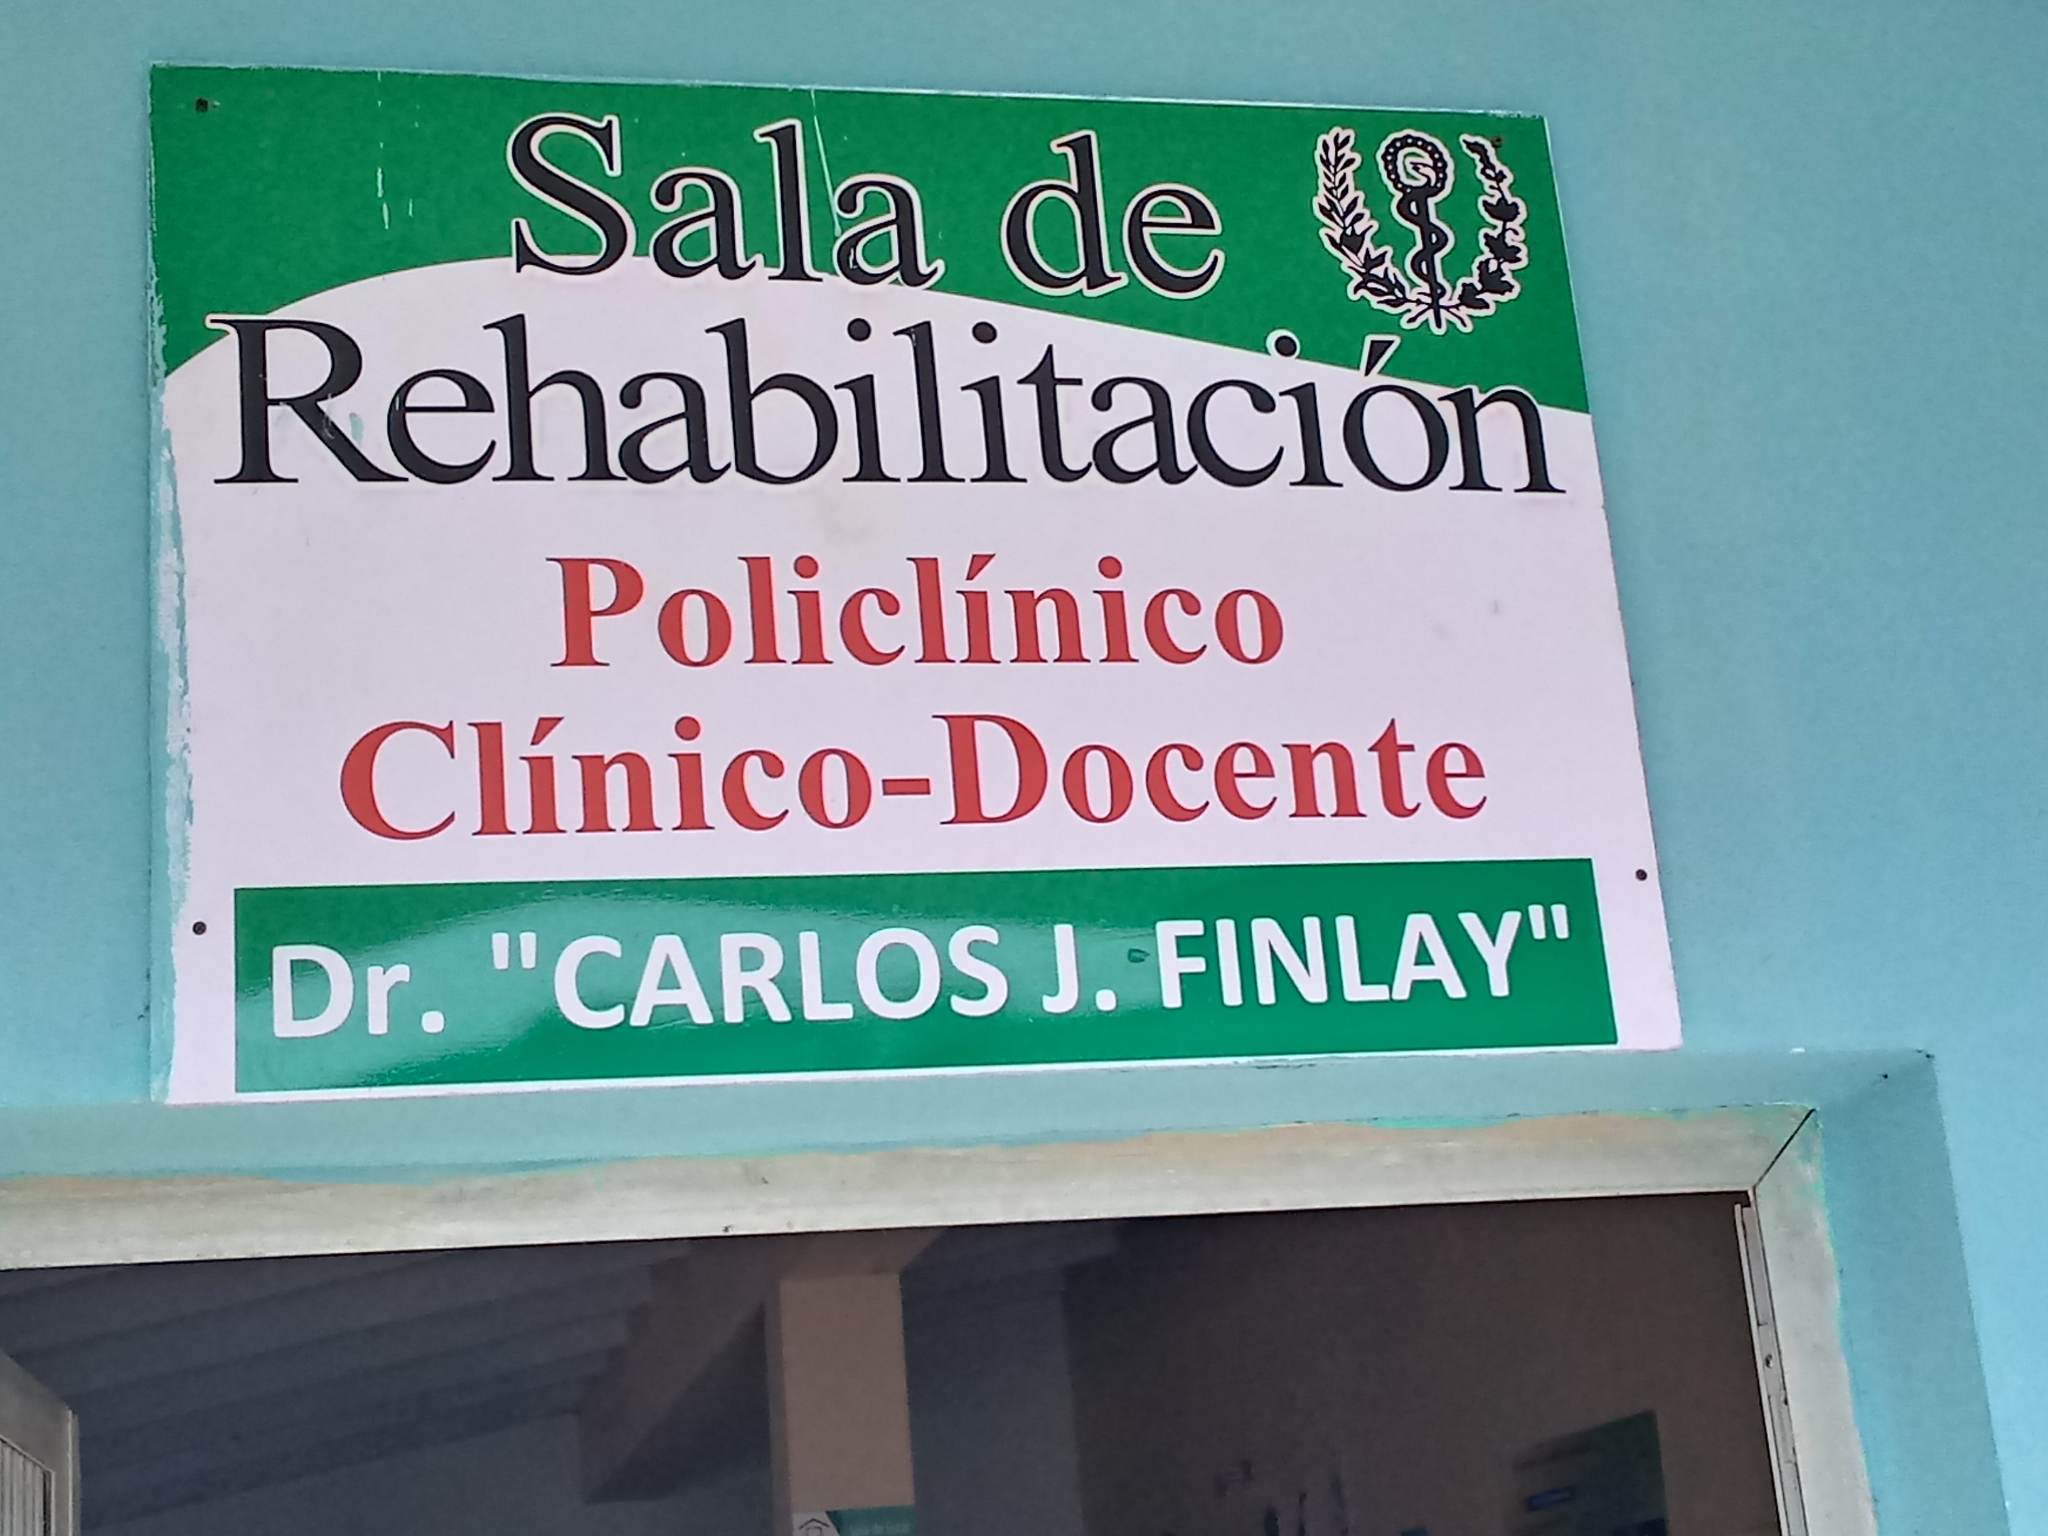 Sala de
Rehabilitación
Policlínico
Clínico-Docente
Dr. "CARLOS J. FINLAY"